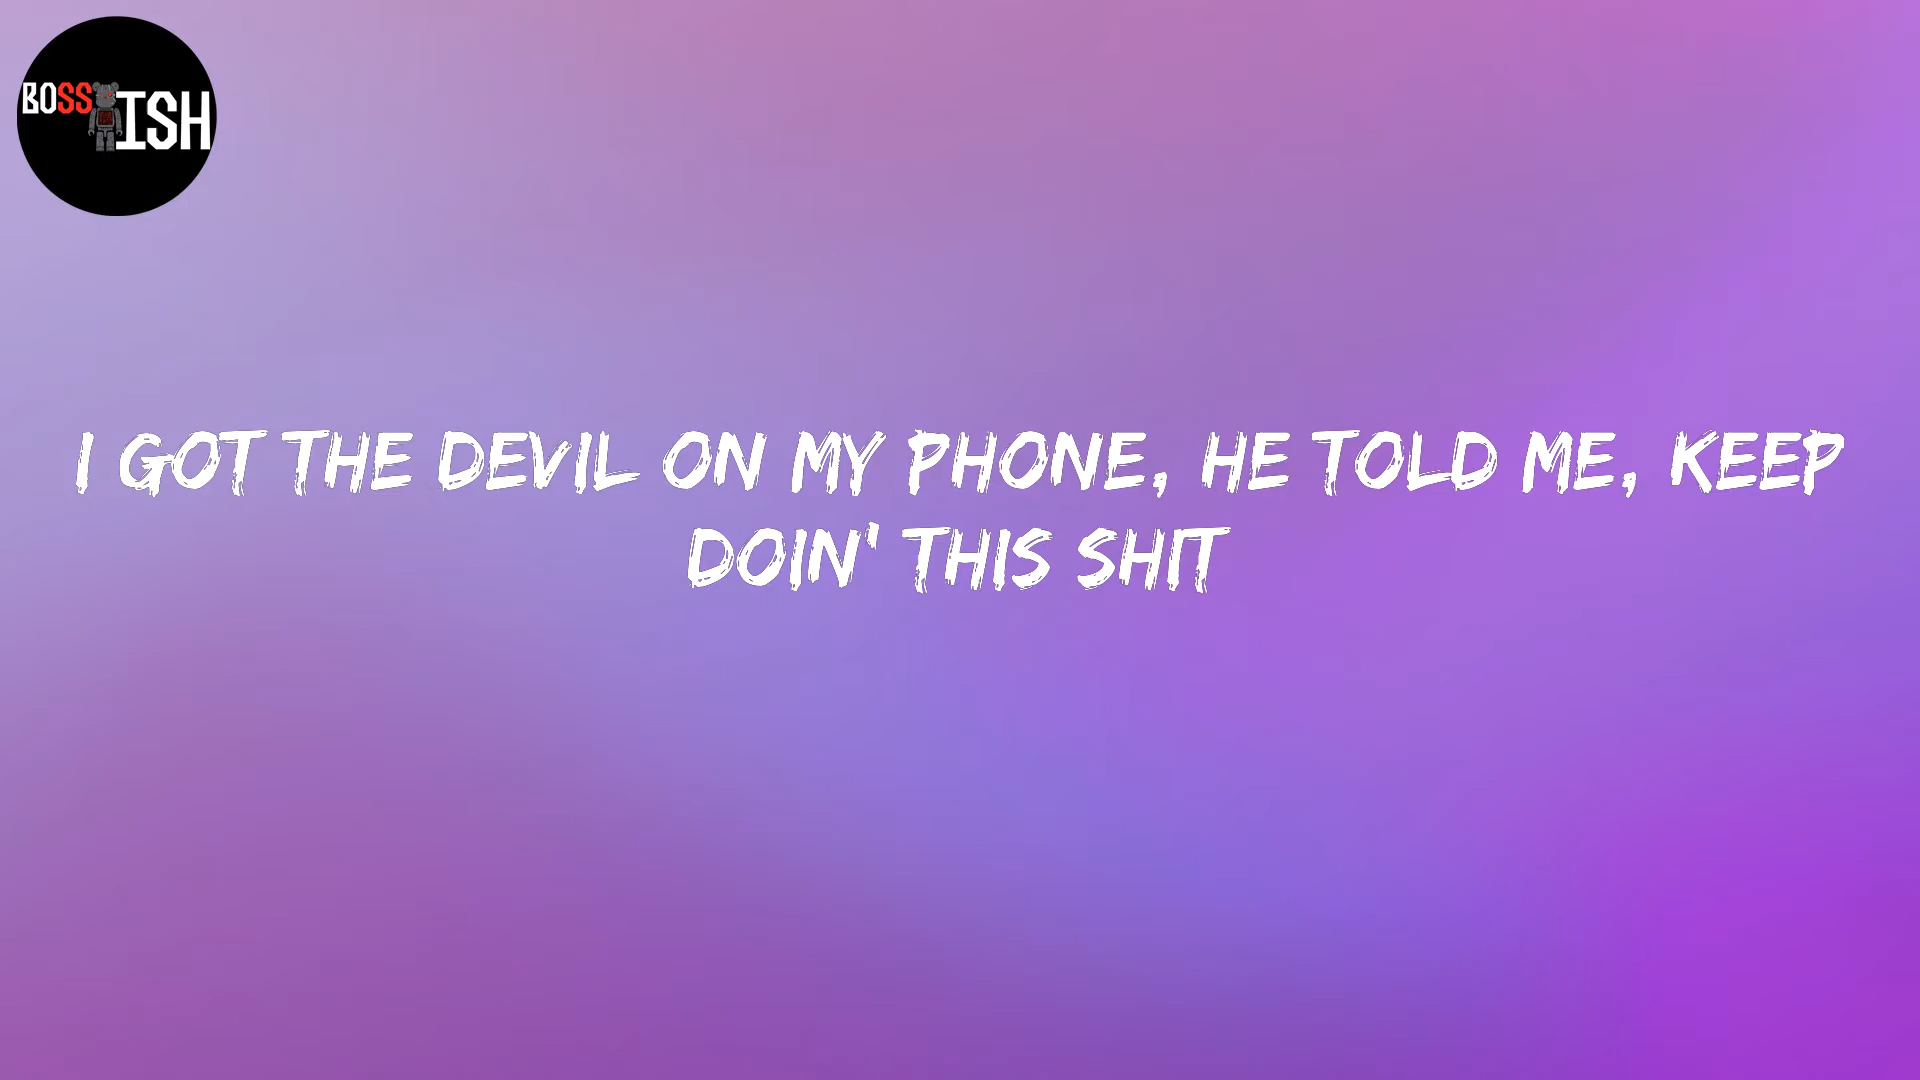 BOSS ISH
I GOT THE DEVIL ON MY PHONE, HE TOLD ME, KEEP
DOIN' THIS SHIT